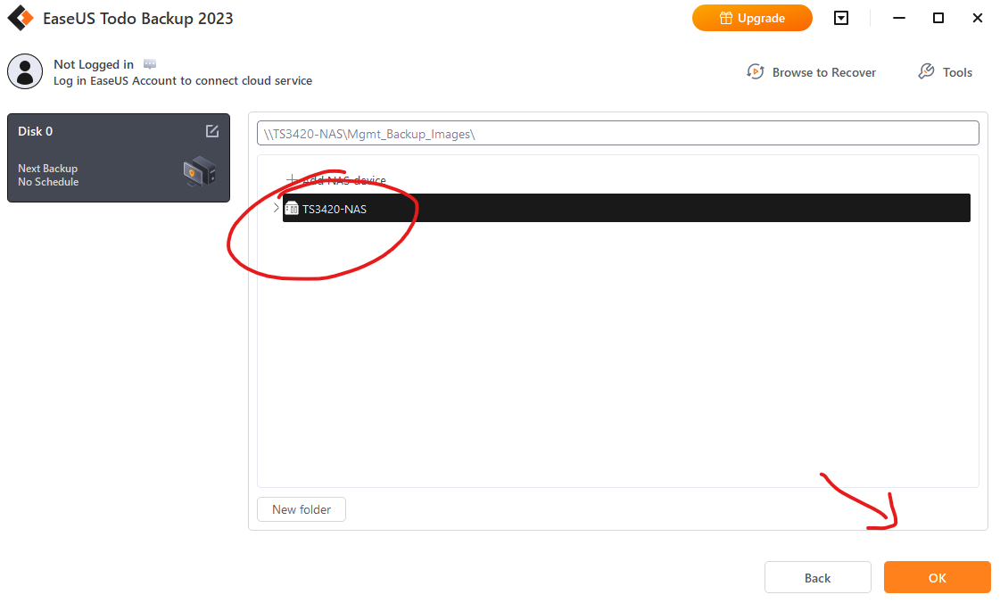 EaseUS Todo Backup 2023
Upgrade
Not Logged in
Log in EaseUS Account to connect cloud service
Browse to Recover
Tools
Disk 0
Next Backup
No Schedule
\\TS3420-NAS\Mgmt_Backup_Images\
Add NAS device
TS3420-NAS
New folder
Back
OK